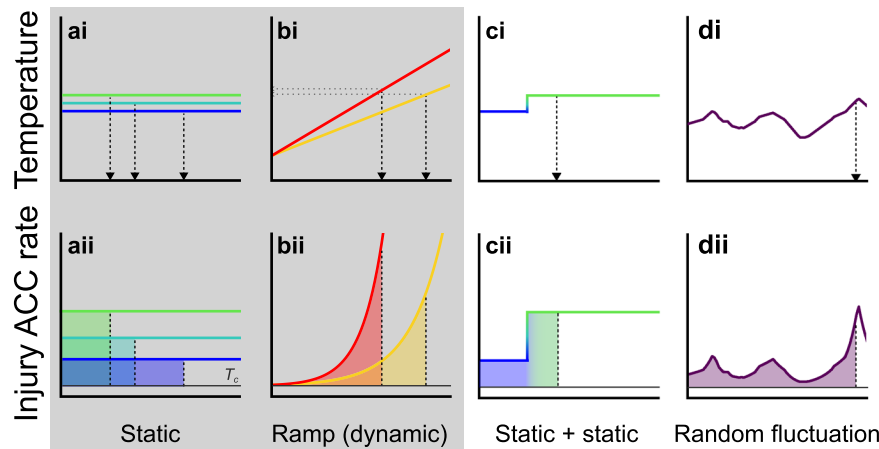 Temperature
ai
bi
ci
di
Injury ACC rate
aii
bii
cii
dii
T_c
Static
Ramp (dynamic)
Static + static
Random fluctuation